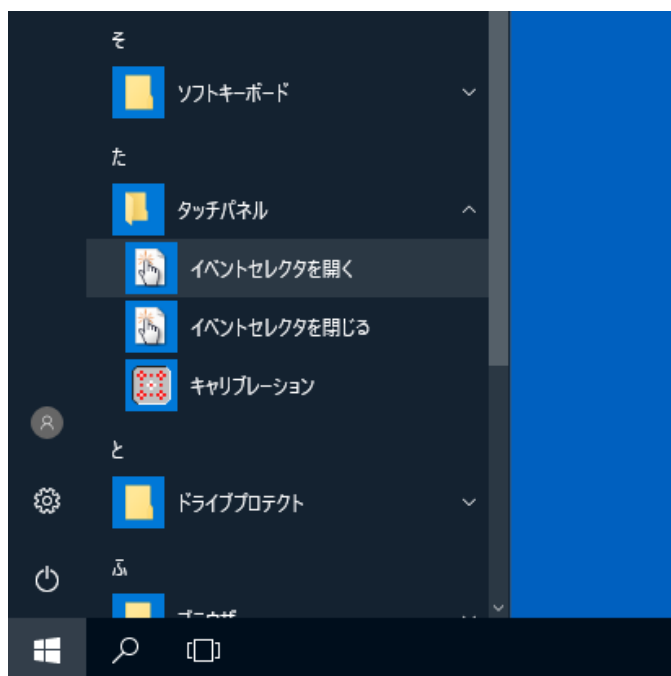 そ
ソフトキーボード
た
タッチパネル
イベントセレクタを開く
イベントセレクタを閉じる
キャリブレーション
と
ドライブプロテクト
ふ